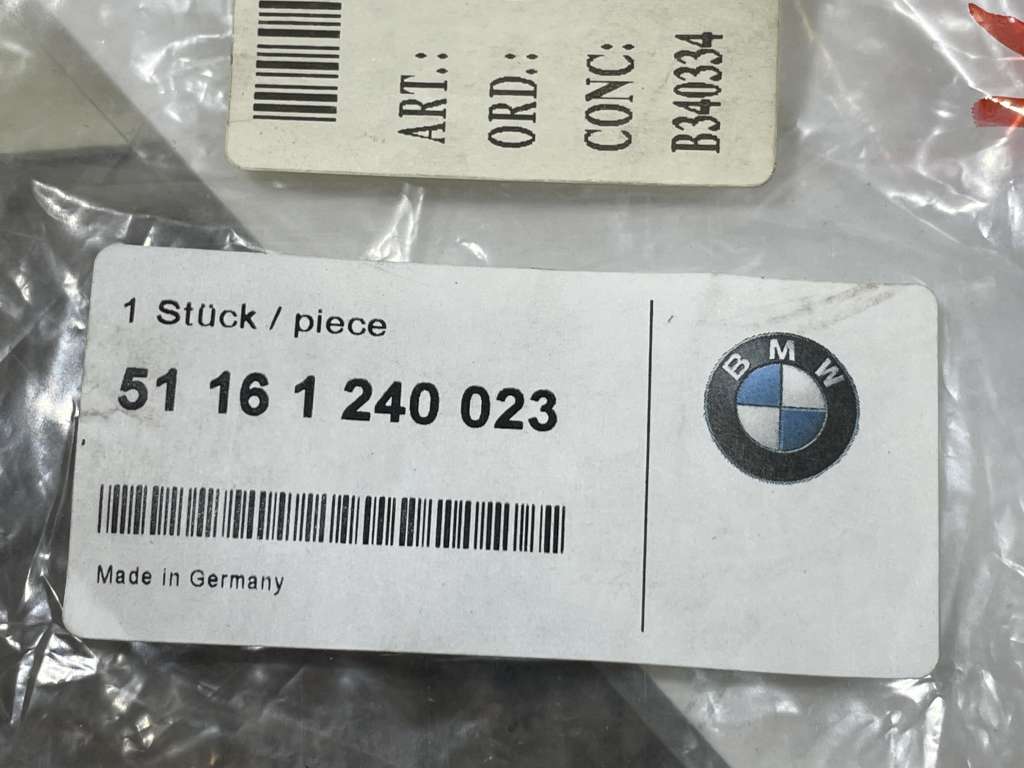 ART.:
ORD.:
CONC:
B340334
1 Stück / piece
51 16 1 240 023
Made in Germany
BMW